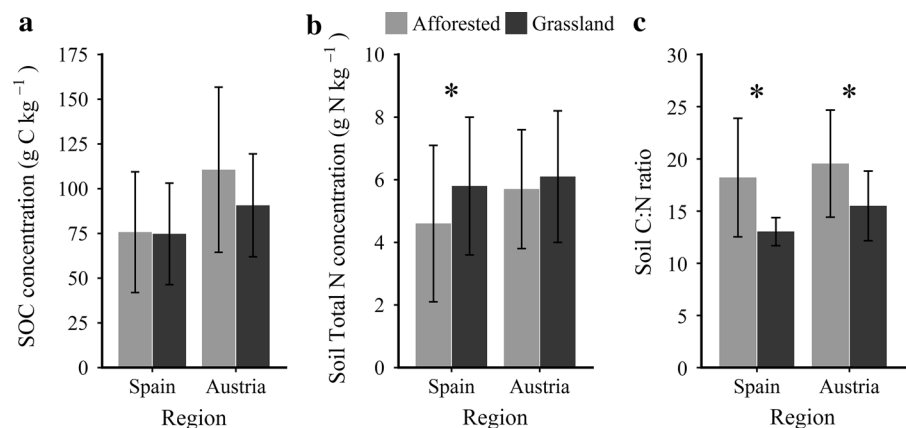 Afforested Grassland
a
SOC concentration (g C kg⁻¹)
175
150
125
100
75
50
25
0
Spain Austria
Region
b
Soil Total N concentration (g N kg⁻¹)
10
8
6
4
2
0
*
Spain Austria
Region
c
Soil C:N ratio
30
25
20
15
10
5
0
* *
Spain Austria
Region